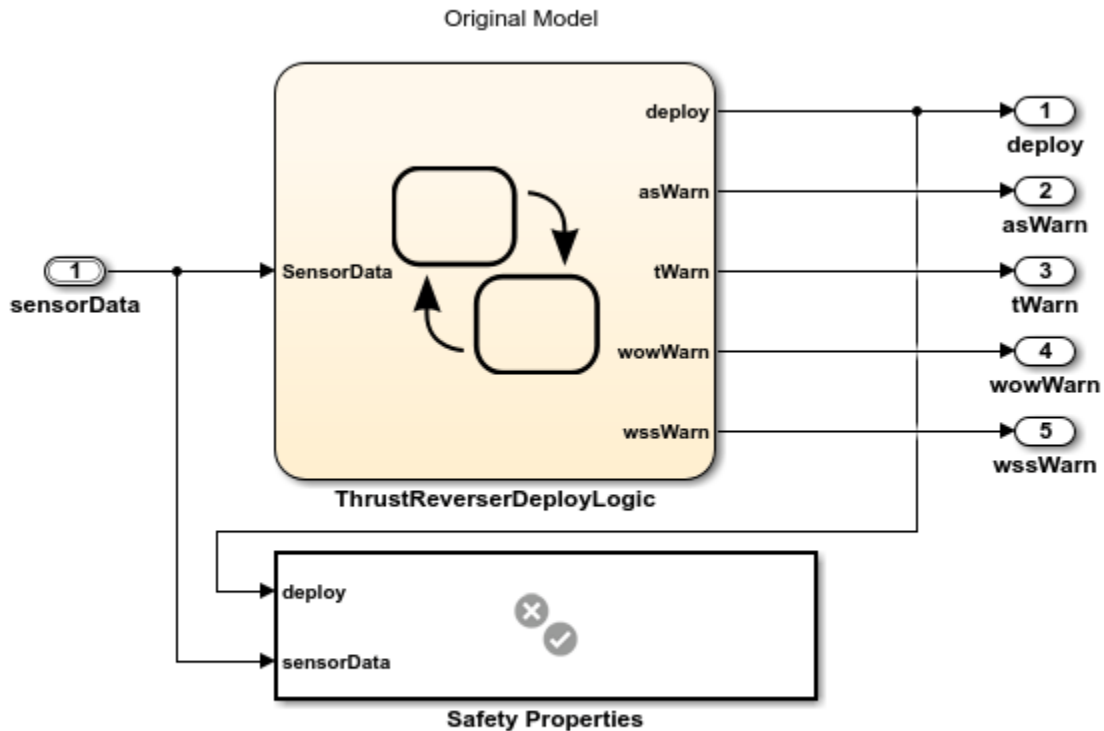 Original Model
deploy
1
deploy
asWarn
2
asWarn
1
sensorData
SensorData
tWarn
3
tWarn
wowWarn
4
wowWarn
wssWarn
5
wssWarn
ThrustReverserDeployLogic
deploy
sensorData
Safety Properties